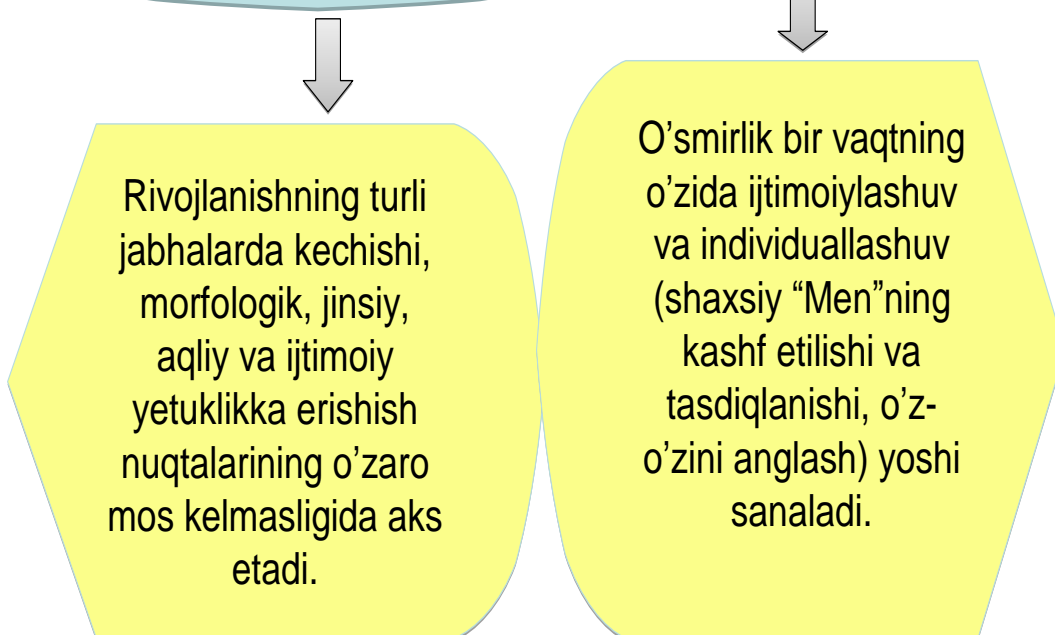 Rivojlanishning turli
jabhalarda kechishi,
morfologik, jinsiy,
aqliy va ijtimoiy
yetuklikka erishish
nuqtalarining o’zaro
mos kelmasligida aks
etadi.
O’smirlik bir vaqtning
o’zida ijtimoiylashuv
va individuallashuv
(shaxsiy “Men”ning
kashf etilishi va
tasdiqlanishi, o’z-
o’zini anglash) yoshi
sanaladi.